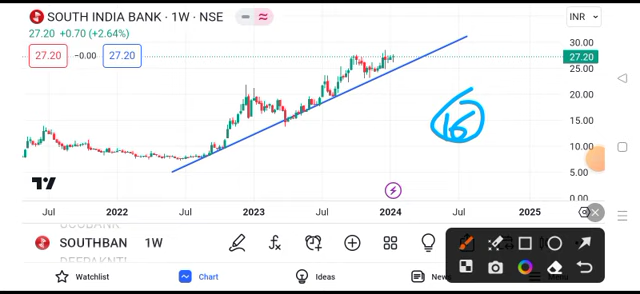 SOUTH INDIA BANK · 1W · NSE
INR
27.20 +0.70 (+2.64%)
27.20 −0.00 27.20
30.00
27.20
25.00
20.00
15.00
10.00
5.00
0.00
15
Jul 2022 Jul 2023 Jul 2024 Jul 2025
SOUTHBAN 1W
Watchlist Chart Ideas News Menu